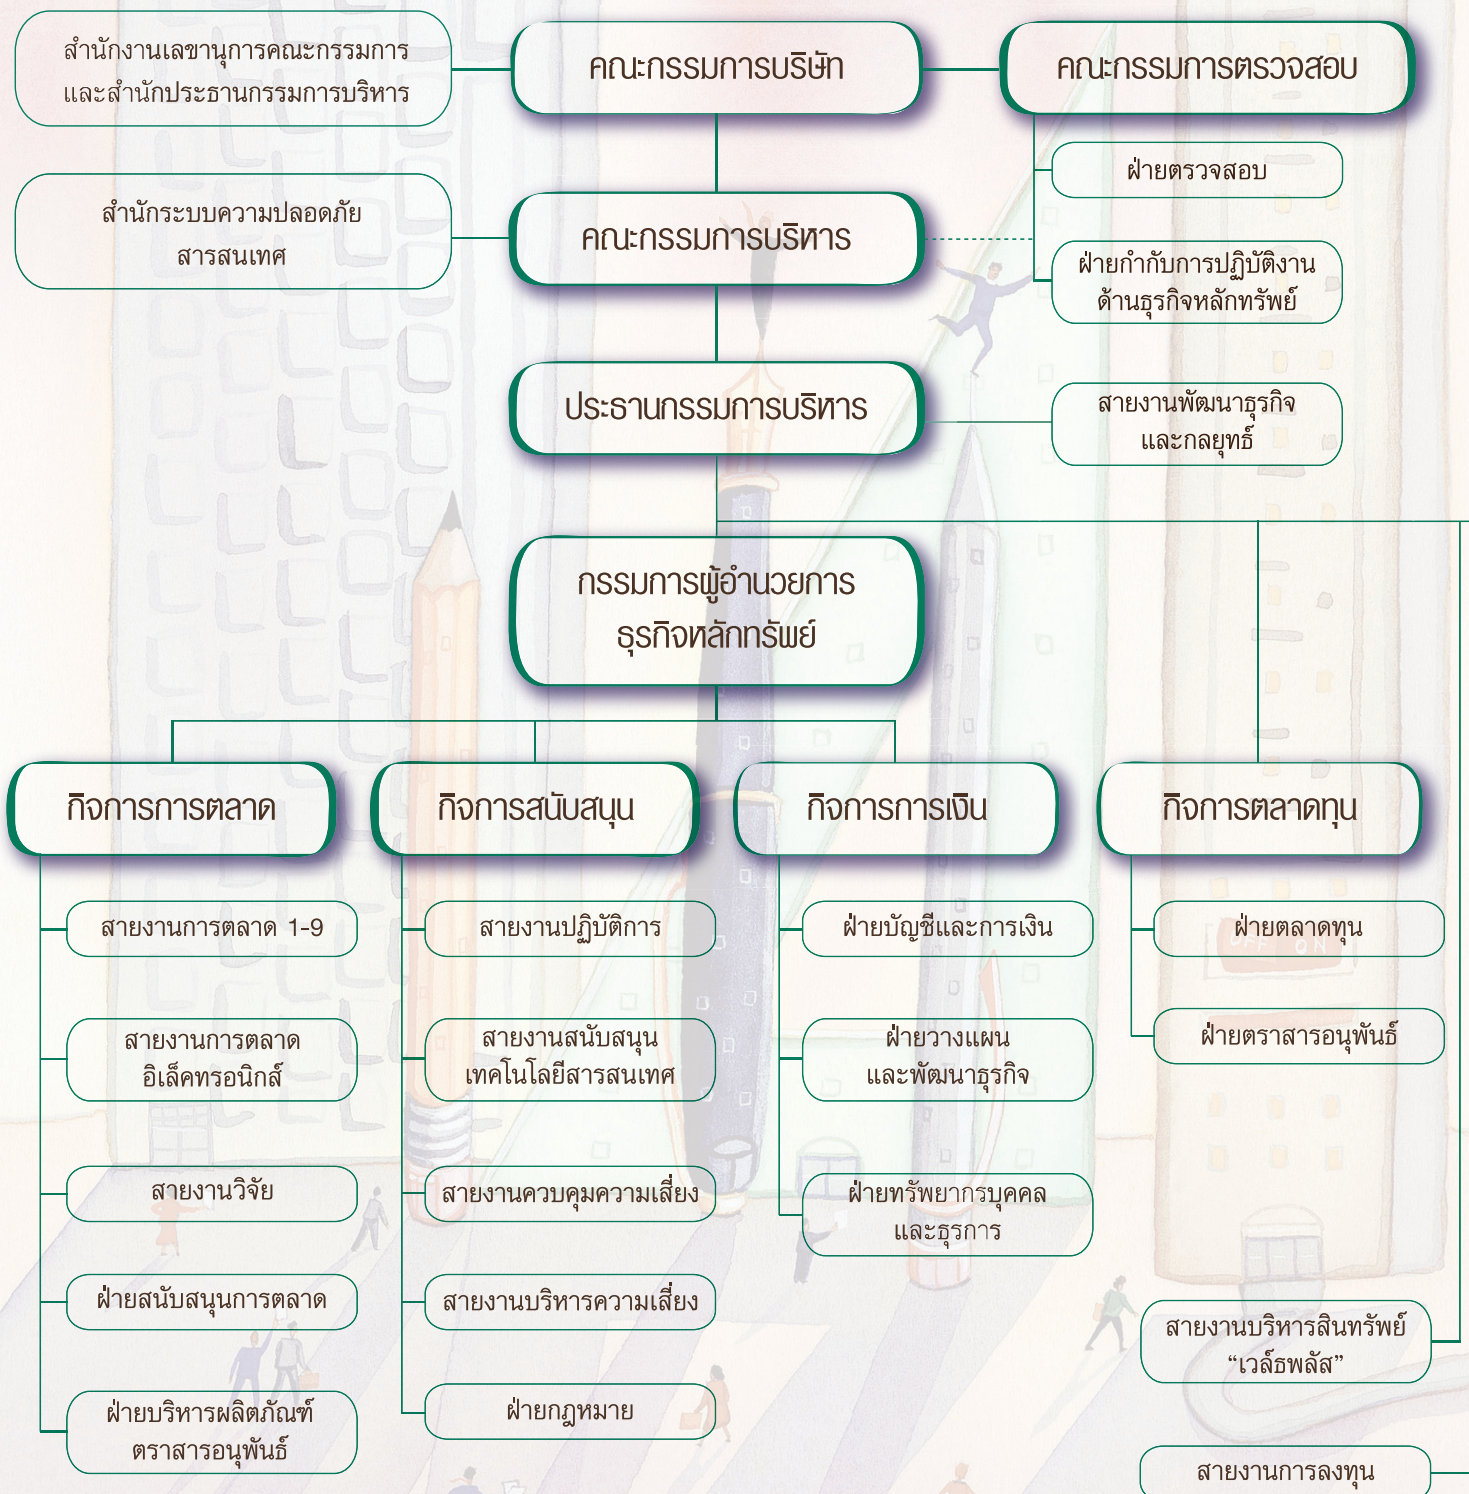 สำนักงานเลขานุการคณะกรรมการ
และสำนักประธานกรรมการบริหาร
คณะกรรมการบริษัท
คณะกรรมการตรวจสอบ
ฝ่ายตรวจสอบ
สำนักระบบความปลอดภัย
สารสนเทศ
คณะกรรมการบริหาร
ฝ่ายกำกับการปฏิบัติงาน
ด้านธุรกิจหลักทรัพย์
ประธานกรรมการบริหาร
สายงานพัฒนาธุรกิจ
และกลยุทธ์
กรรมการผู้อำนวยการ
ธุรกิจหลักทรัพย์
กิจการการตลาด
กิจการสนับสนุน
กิจการการเงิน
กิจการตลาดทุน
สายงานการตลาด 1-9
สายงานการตลาด
อิเล็คทรอนิกส์
สายงานวิจัย
ฝ่ายสนับสนุนการตลาด
ฝ่ายบริหารผลิตภัณฑ์
ตราสารอนุพันธ์
สายงานปฏิบัติการ
สายงานสนับสนุน
เทคโนโลยีสารสนเทศ
สายงานควบคุมความเสี่ยง
สายงานบริหารความเสี่ยง
ฝ่ายกฎหมาย
ฝ่ายบัญชีและการเงิน
ฝ่ายวางแผน
และพัฒนาธุรกิจ
ฝ่ายทรัพยากรบุคคล
และธุรการ
ฝ่ายตลาดทุน
OFF ON
ฝ่ายตราสารอนุพันธ์
สายงานบริหารสินทรัพย์
“เวล์ธพลัส”
สายงานการลงทุน